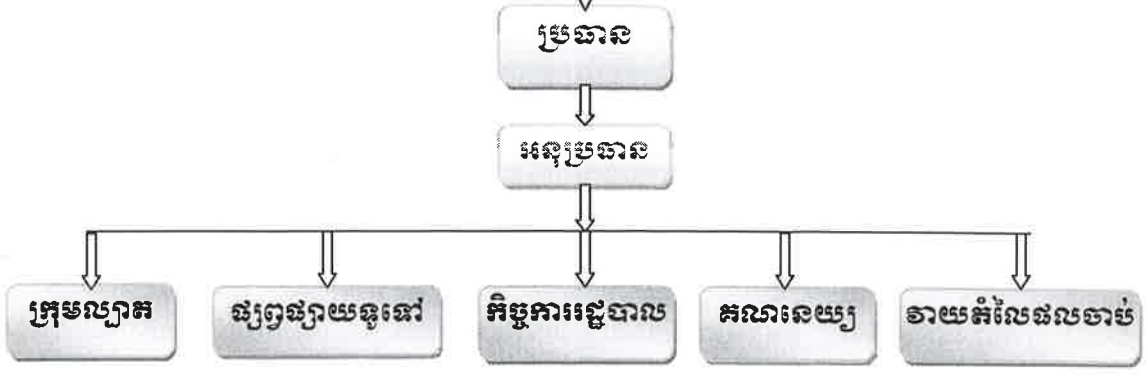 ប្រធាន
អនុប្រធាន
ក្រុមល្បាត
ផ្សព្វផ្សាយទូទៅ
កិច្ចការរដ្ឋបាល
គណនេយ្យ
វាយតំលៃផលចាប់